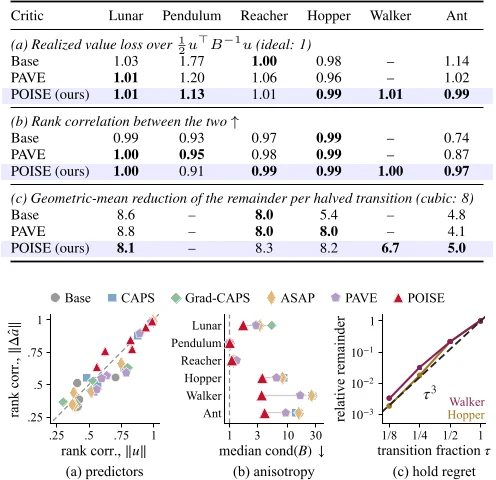 Critic Lunar Pendulum Reacher Hopper Walker Ant
(a) Realized value loss over ½u⊤B−1u (ideal: 1)
Base 1.03 1.77 1.00 0.98 – 1.14
PAVE 1.01 1.20 1.06 0.96 – 1.02
POISE (ours) 1.01 1.13 1.01 0.99 1.01 0.99
(b) Rank correlation between the two ↑
Base 0.99 0.93 0.97 0.99 – 0.74
PAVE 1.00 0.95 0.98 0.99 – 0.87
POISE (ours) 1.00 0.91 0.99 0.99 1.00 0.97
(c) Geometric-mean reduction of the remainder per halved transition (cubic: 8)
Base 8.6 – 8.0 5.4 – 4.8
PAVE 8.8 – 8.0 8.0 – 4.1
POISE (ours) 8.1 – 8.3 8.2 6.7 5.0
Base CAPS Grad-CAPS ASAP PAVE POISE
rank corr., ‖Δâ‖
1
.75
.5
.25
.25 .5 .75 1
rank corr., ‖u‖
(a) predictors
Lunar
Pendulum
Reacher
Hopper
Walker
Ant
1 3 10 30
median cond(B) ↓
(b) anisotropy
relative remainder
1
10−1
10−2
10−3
τ3
Walker
Hopper
1/8 1/4 1/2 1
transition fraction τ
(c) hold regret